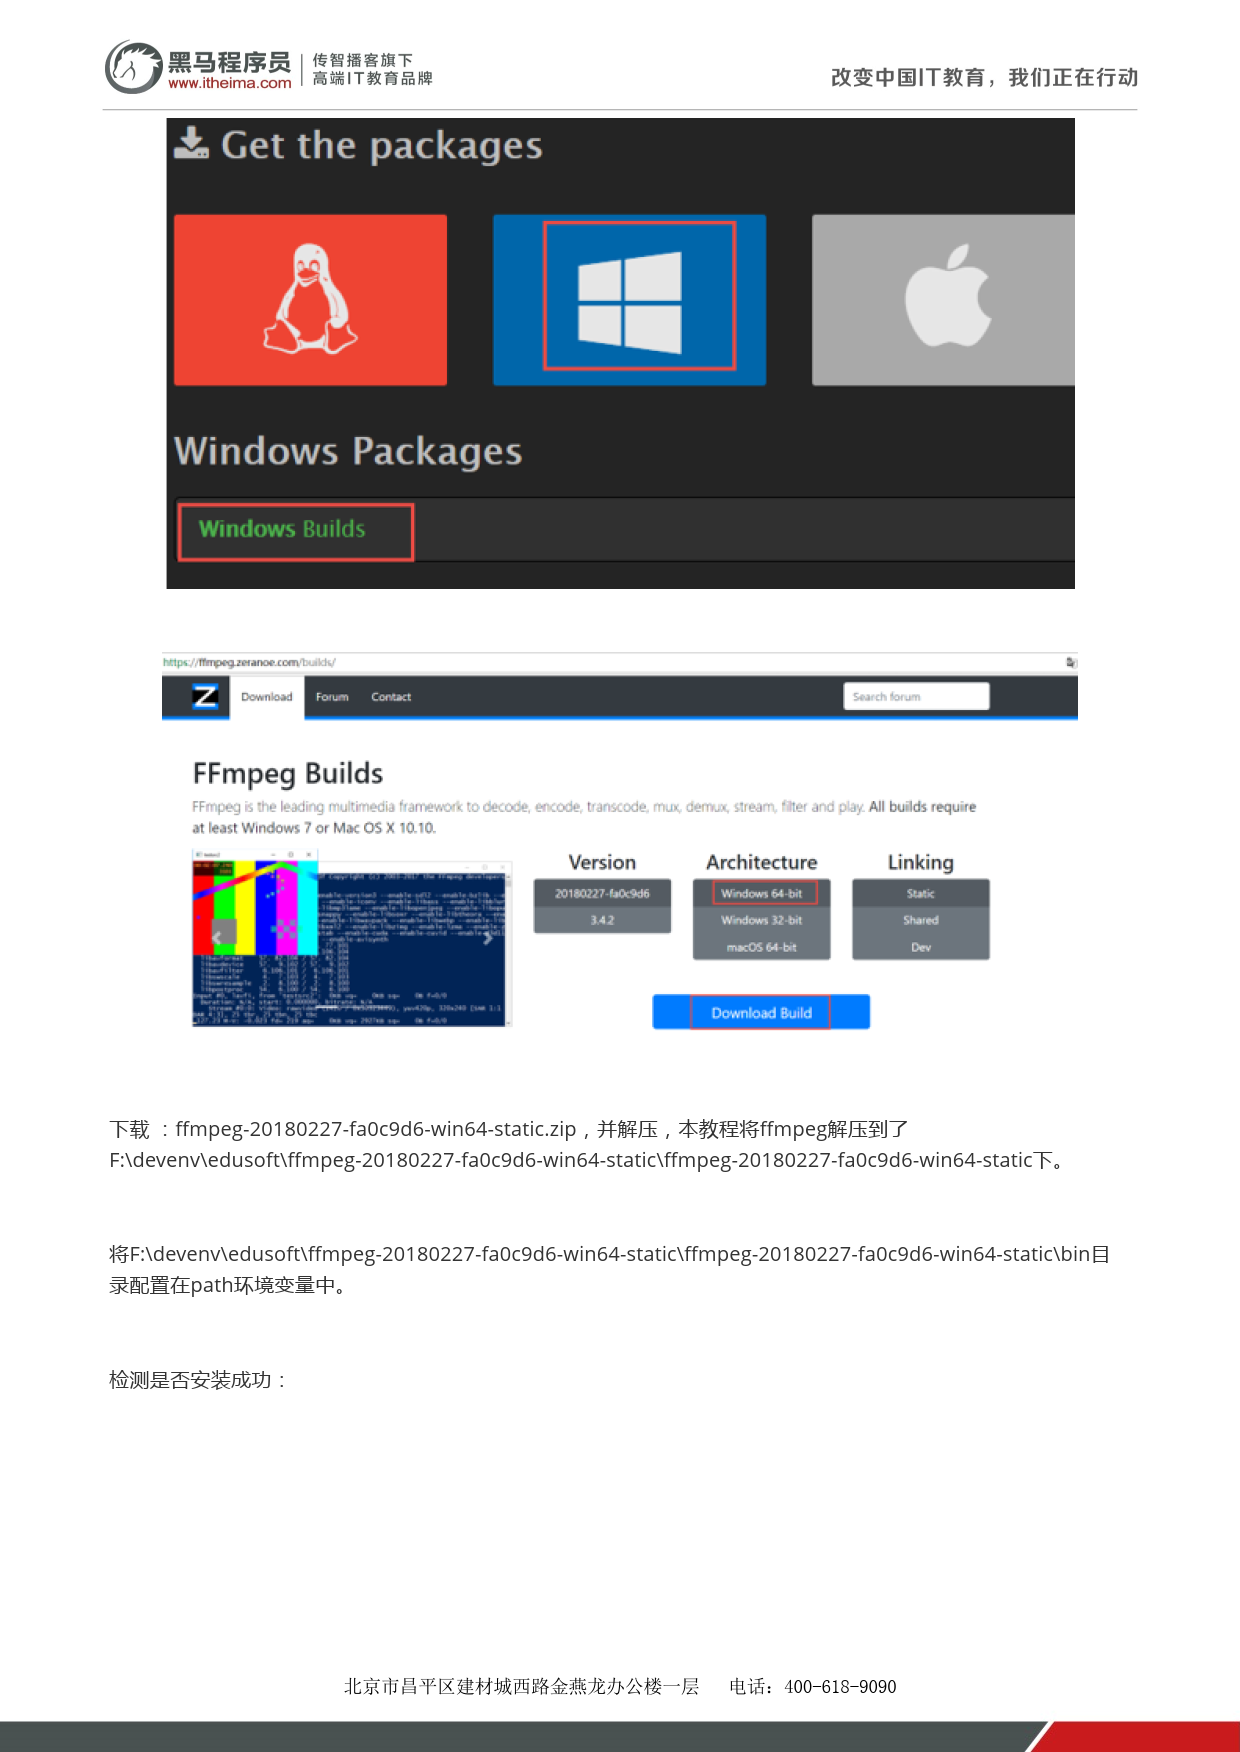 黑马程序员
www.itheima.com
传智播客旗下
高端IT教育品牌
改变中国IT教育，我们正在行动
Get the packages
Windows Packages
Windows Builds
https://ffmpeg.zeranoe.com/builds/
Z Download Forum Contact Search forum
FFmpeg Builds
FFmpeg is the leading multimedia framework to decode, encode, transcode, mux, demux, stream, filter and play. All builds require
at least Windows 7 or Mac OS X 10.10.
Version Architecture Linking
20180227-fa0c9d6 Windows 64-bit Static
3.4.2 Windows 32-bit Shared
macOS 64-bit Dev
Download Build
下载 ：ffmpeg-20180227-fa0c9d6-win64-static.zip，并解压，本教程将ffmpeg解压到了
F:\devenv\edusoft\ffmpeg-20180227-fa0c9d6-win64-static\ffmpeg-20180227-fa0c9d6-win64-static下。
将F:\devenv\edusoft\ffmpeg-20180227-fa0c9d6-win64-static\ffmpeg-20180227-fa0c9d6-win64-static\bin目
录配置在path环境变量中。
检测是否安装成功：
北京市昌平区建材城西路金燕龙办公楼一层 电话：400-618-9090